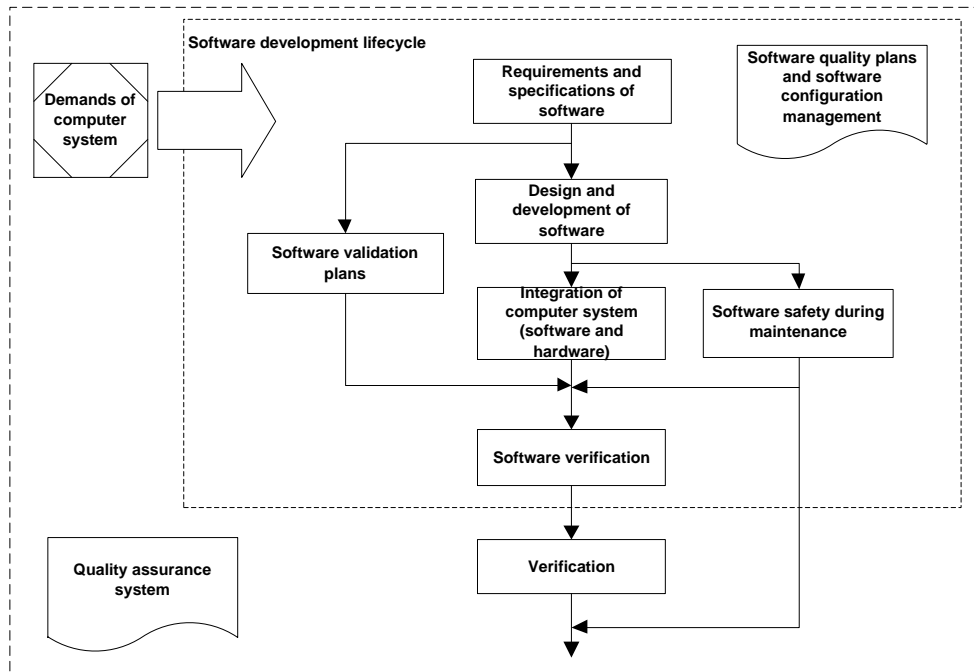 Software development lifecycle
Demands of
computer
system
Requirements and
specifications of
software
Software quality plans
and software
configuration
management
Design and
development of
software
Software validation
plans
Integration of
computer system
(software and
hardware)
Software safety during
maintenance
Software verification
Verification
Quality assurance
system